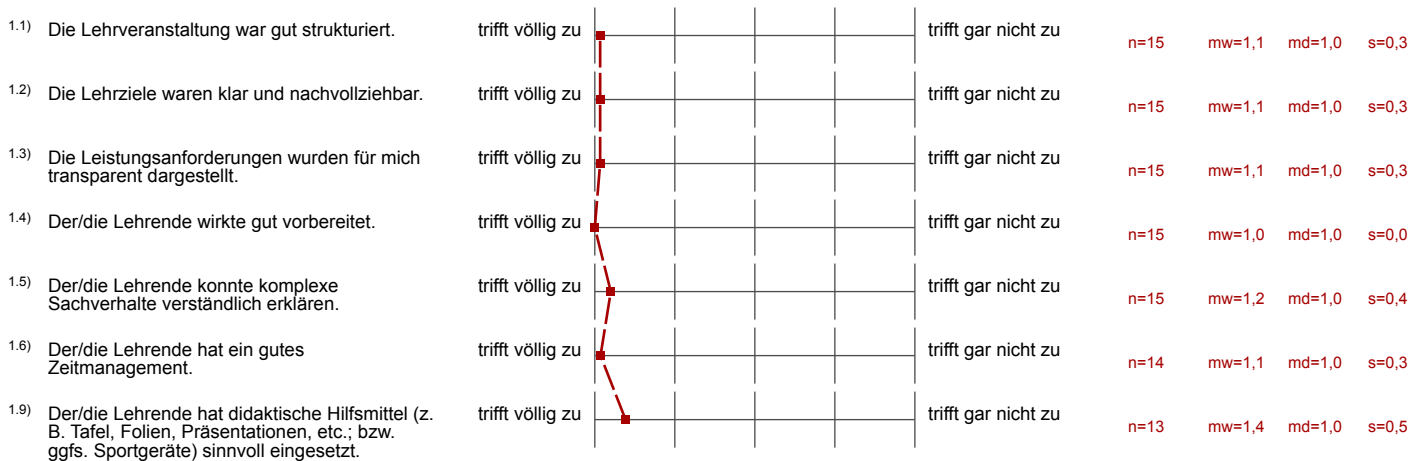 1.1) Die Lehrveranstaltung war gut strukturiert. trifft völlig zu trifft gar nicht zu n=15 mw=1,1 md=1,0 s=0,3
1.2) Die Lehrziele waren klar und nachvollziehbar. trifft völlig zu trifft gar nicht zu n=15 mw=1,1 md=1,0 s=0,3
1.3) Die Leistungsanforderungen wurden für mich trifft völlig zu trifft gar nicht zu
transparent dargestellt. n=15 mw=1,1 md=1,0 s=0,3
1.4) Der/die Lehrende wirkte gut vorbereitet. trifft völlig zu trifft gar nicht zu n=15 mw=1,0 md=1,0 s=0,0
1.5) Der/die Lehrende konnte komplexe trifft völlig zu trifft gar nicht zu
Sachverhalte verständlich erklären. n=15 mw=1,2 md=1,0 s=0,4
1.6) Der/die Lehrende hat ein gutes trifft völlig zu trifft gar nicht zu
Zeitmanagement. n=14 mw=1,1 md=1,0 s=0,3
1.9) Der/die Lehrende hat didaktische Hilfsmittel (z. trifft völlig zu trifft gar nicht zu
B. Tafel, Folien, Präsentationen, etc.; bzw. n=13 mw=1,4 md=1,0 s=0,5
ggfs. Sportgeräte) sinnvoll eingesetzt.